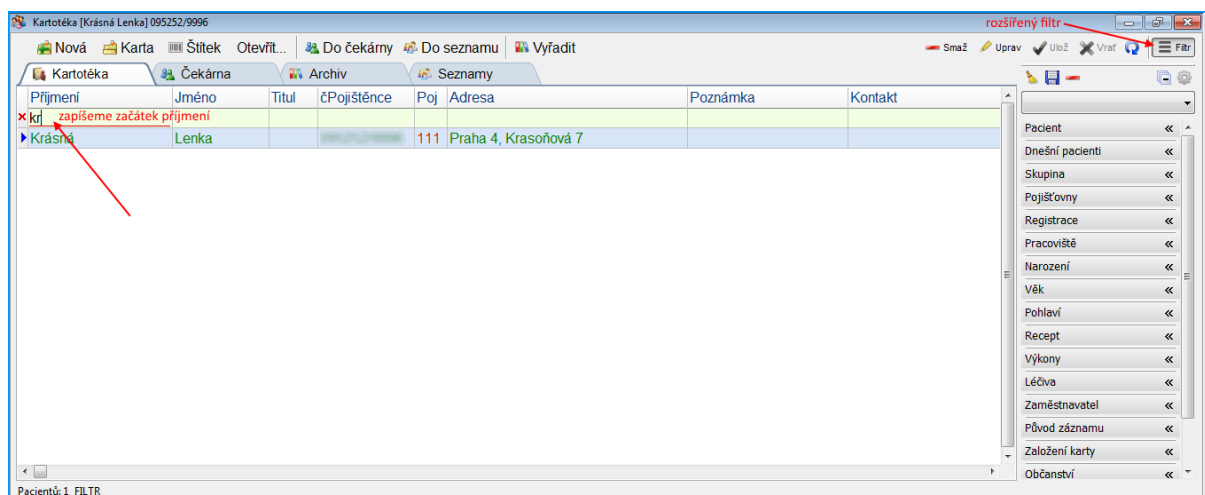 Kartotéka [Krásná Lenka] 095252/9996
rozšířený filtr
Nová Karta Štítek Otevřít... Do čekárny Do seznamu Vyřadit Smaž Uprav Ulož Vrať Filtr
Kartotéka Čekárna Archiv Seznamy
Příjmení Jméno Titul čPojištěnce Poj Adresa Poznámka Kontakt
kr zapíšeme začátek příjmení
Krásná Lenka 111 Praha 4, Krasoňová 7
Pacient
Dnešní pacienti
Skupina
Pojišťovny
Registrace
Pracoviště
Narození
Věk
Pohlaví
Recept
Výkony
Léčiva
Zaměstnavatel
Původ záznamu
Založení karty
Občanství
Pacientů: 1 FILTR